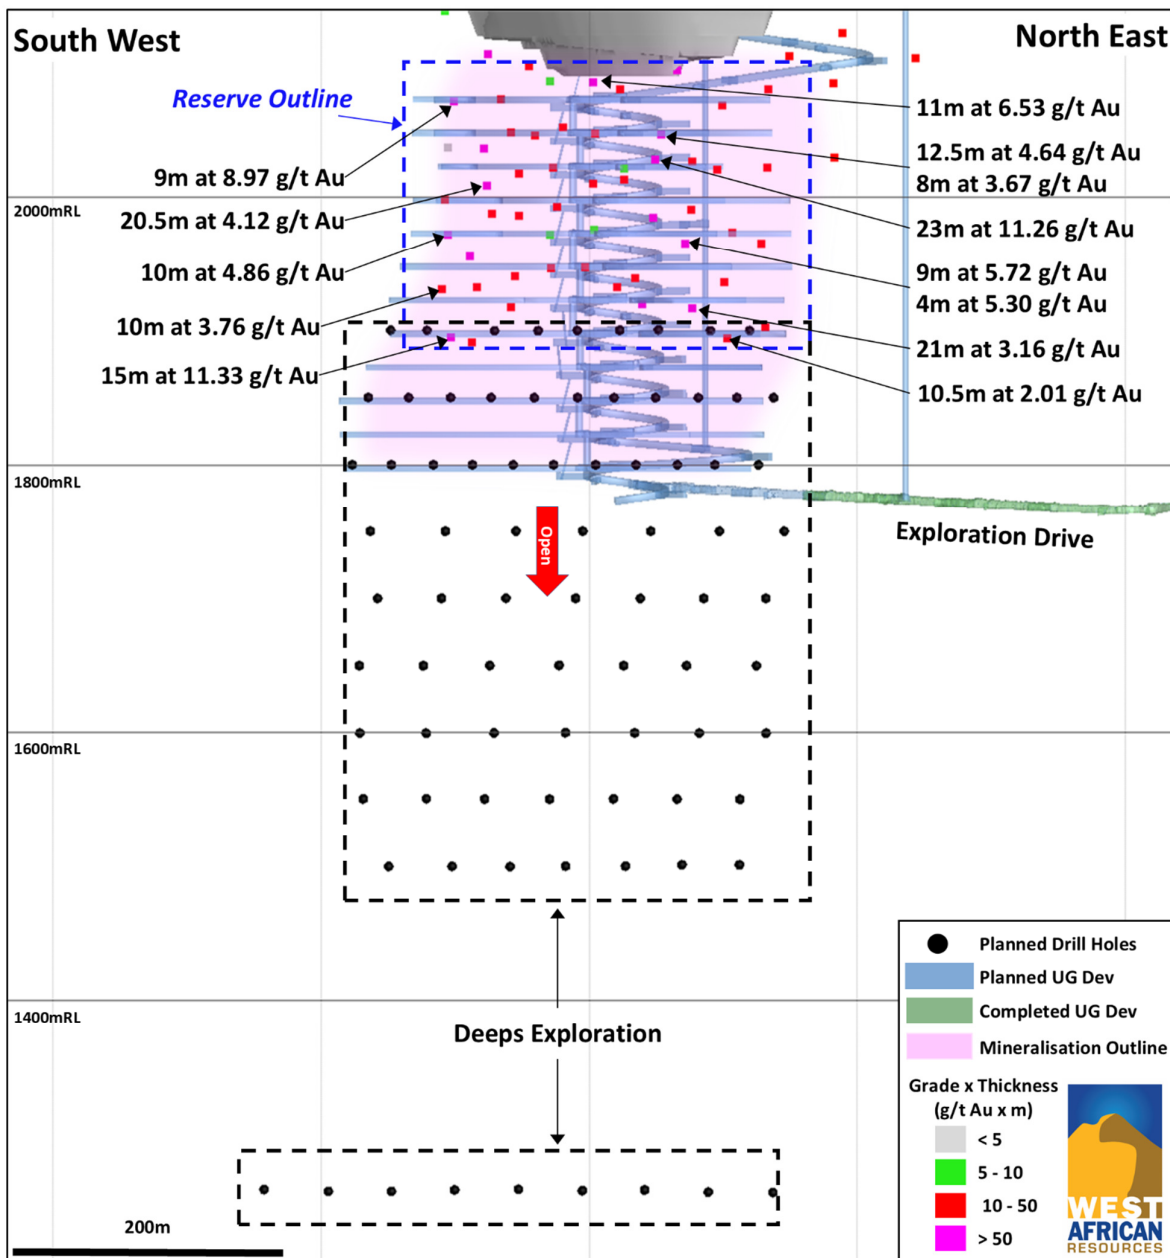 South West
North East
Reserve Outline
9m at 8.97 g/t Au
20.5m at 4.12 g/t Au
10m at 4.86 g/t Au
10m at 3.76 g/t Au
15m at 11.33 g/t Au
11m at 6.53 g/t Au
12.5m at 4.64 g/t Au
8m at 3.67 g/t Au
23m at 11.26 g/t Au
9m at 5.72 g/t Au
4m at 5.30 g/t Au
21m at 3.16 g/t Au
10.5m at 2.01 g/t Au
2000mRL
1800mRL
Exploration Drive
Open
1600mRL
1400mRL
Deeps Exploration
200m
Planned Drill Holes
Planned UG Dev
Completed UG Dev
Mineralisation Outline
Grade x Thickness
(g/t Au x m)
< 5
5 - 10
10 - 50
> 50
WEST
AFRICAN
RESOURCES